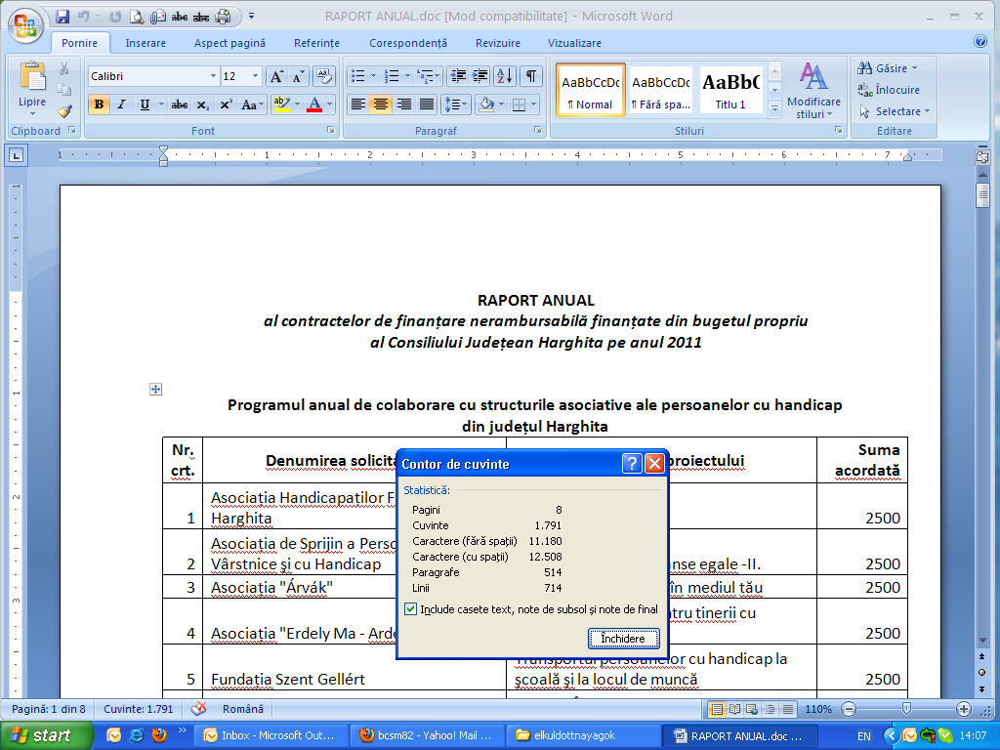 RAPORT ANUAL.doc [Mod compatibilitate] - Microsoft Word
Pornire Inserare Aspect pagină Referințe Corespondență Revizuire Vizualizare
Lipire
Calibri 12
AaBbCcDc AaBbCcDc AaBbC
¶ Normal ¶ Fără spa... Titlu 1
Modificare stiluri
Găsire
Înlocuire
Selectare
Clipboard Font Paragraf Stiluri Editare
RAPORT ANUAL
al contractelor de finanțare nerambursabilă finanțate din bugetul propriu
al Consiliului Județean Harghita pe anul 2011
Programul anual de colaborare cu structurile asociative ale persoanelor cu handicap
din județul Harghita
Nr. crt. Denumirea solicita proiectului Suma acordată
1 Asociația Handicapaților F
Harghita 2500
Asociația de Sprijin a Perso
2 Vârstnice şi cu Handicap anse egale -II. 2500
3 Asociația "Árvák" în mediul tău 2500
ntru tinerii cu
4 Asociația "Erdely Ma - Arde 2500
Transportul persoanelor cu handicap la
5 Fundația Szent Gellért școală şi la locul de muncă 2500
Contor de cuvinte
Statistică:
Pagini 8
Cuvinte 1.791
Caractere (fără spații) 11.180
Caractere (cu spații) 12.508
Paragrafe 514
Linii 714
Include casete text, note de subsol și note de final
Închidere
Pagină: 1 din 8 Cuvinte: 1.791 Română 110%
start Inbox - Microsoft Out... bcsm82 - Yahoo! Mail ... elkuldottnayagok RAPORT ANUAL.doc ... EN 14:07